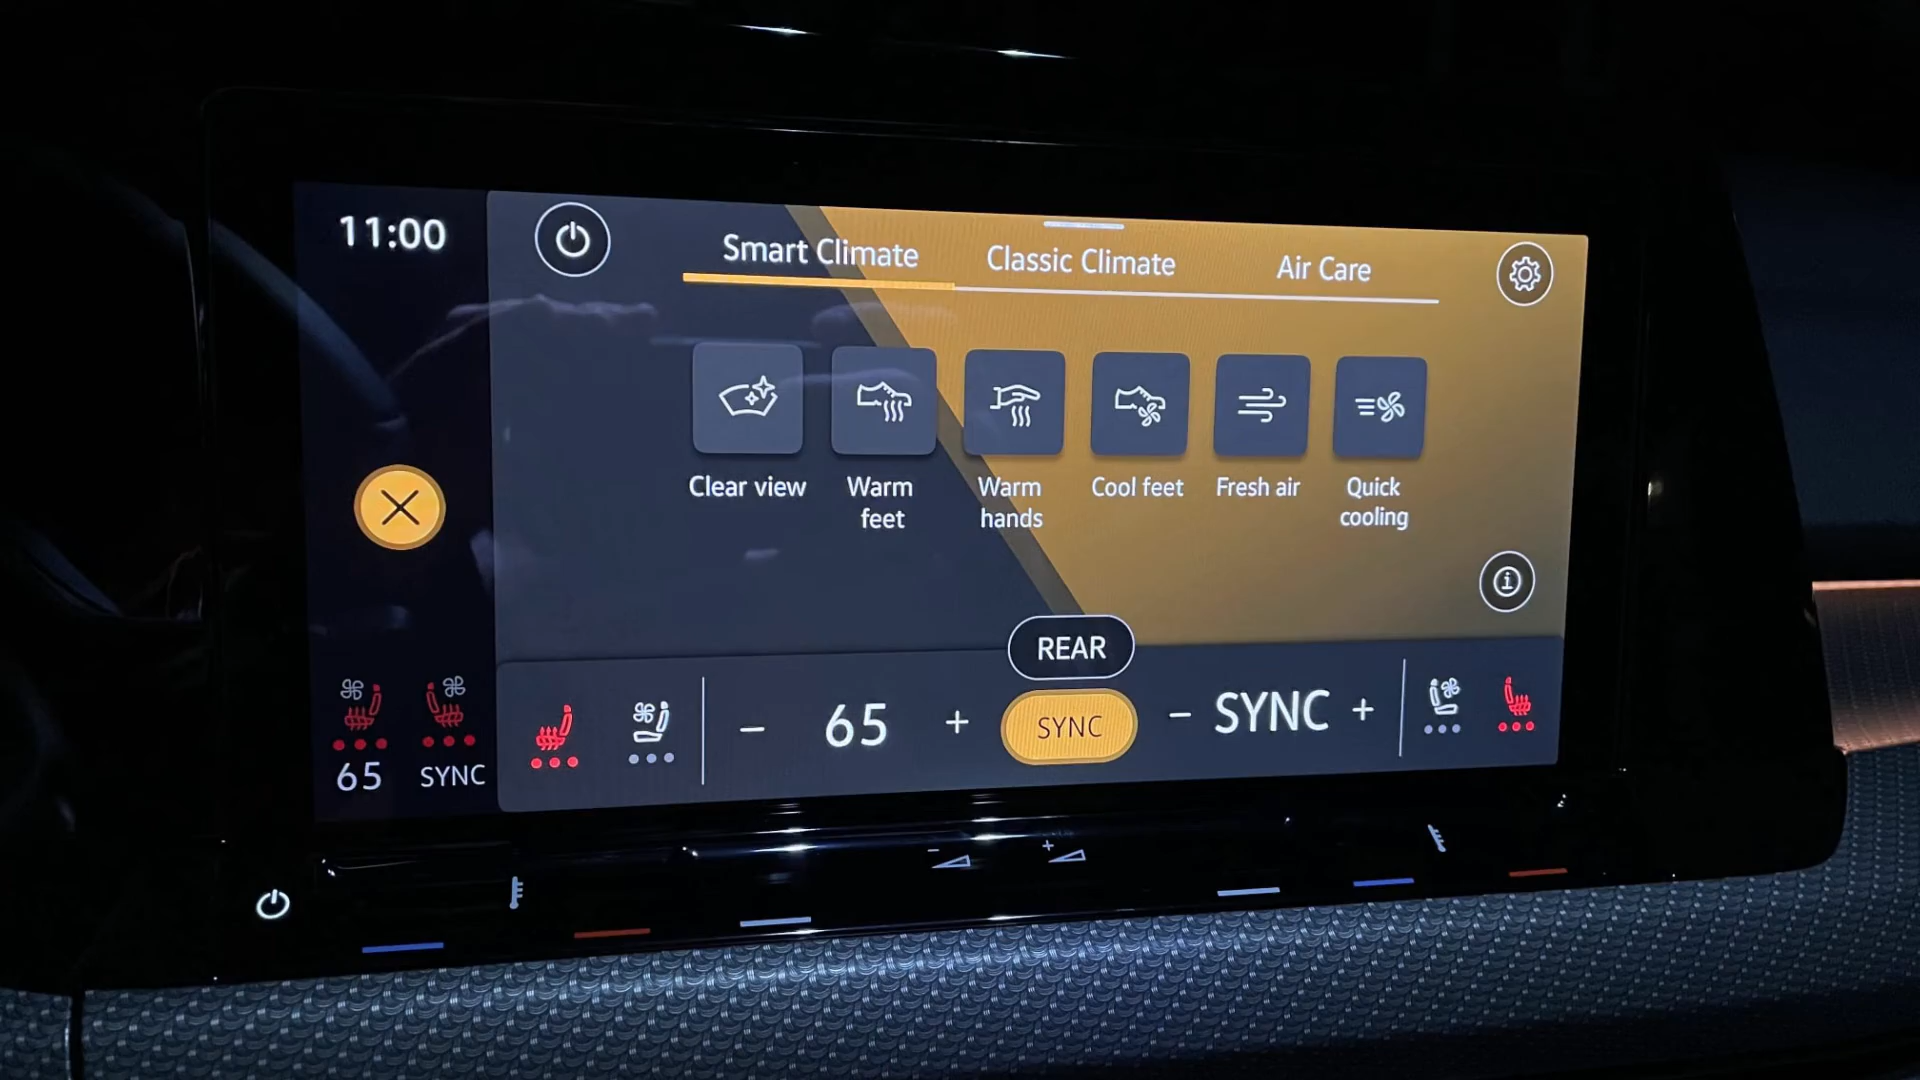 11:00
Smart Climate
Classic Climate
Air Care
Clear view
Warm
feet
Warm
hands
Cool feet
Fresh air
Quick
cooling
REAR
65
SYNC
- 65 +
SYNC
- SYNC +